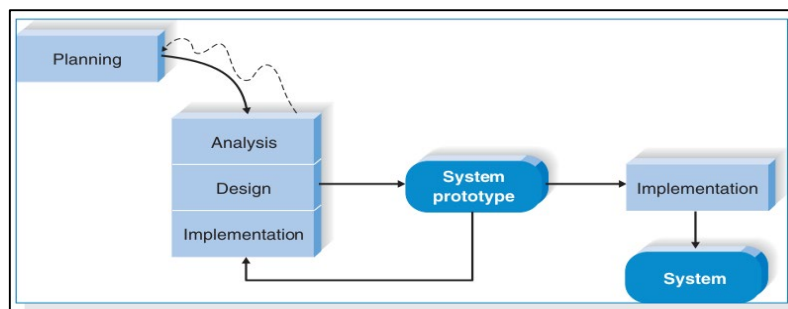 Planning
Analysis
Design
Implementation
System
prototype
Implementation
System